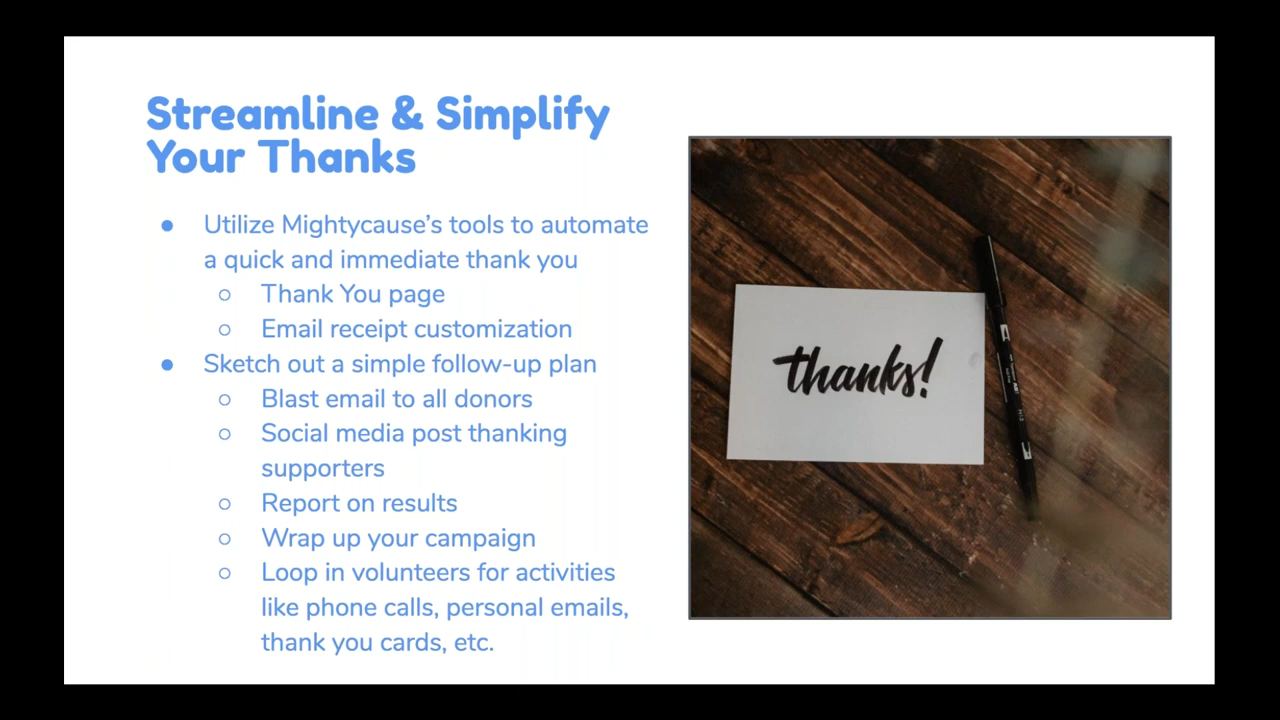 Streamline & Simplify
Your Thanks
● Utilize Mightycause’s tools to automate
a quick and immediate thank you
○ Thank You page
○ Email receipt customization
● Sketch out a simple follow-up plan
○ Blast email to all donors
○ Social media post thanking
supporters
○ Report on results
○ Wrap up your campaign
○ Loop in volunteers for activities
like phone calls, personal emails,
thank you cards, etc.
thanks!